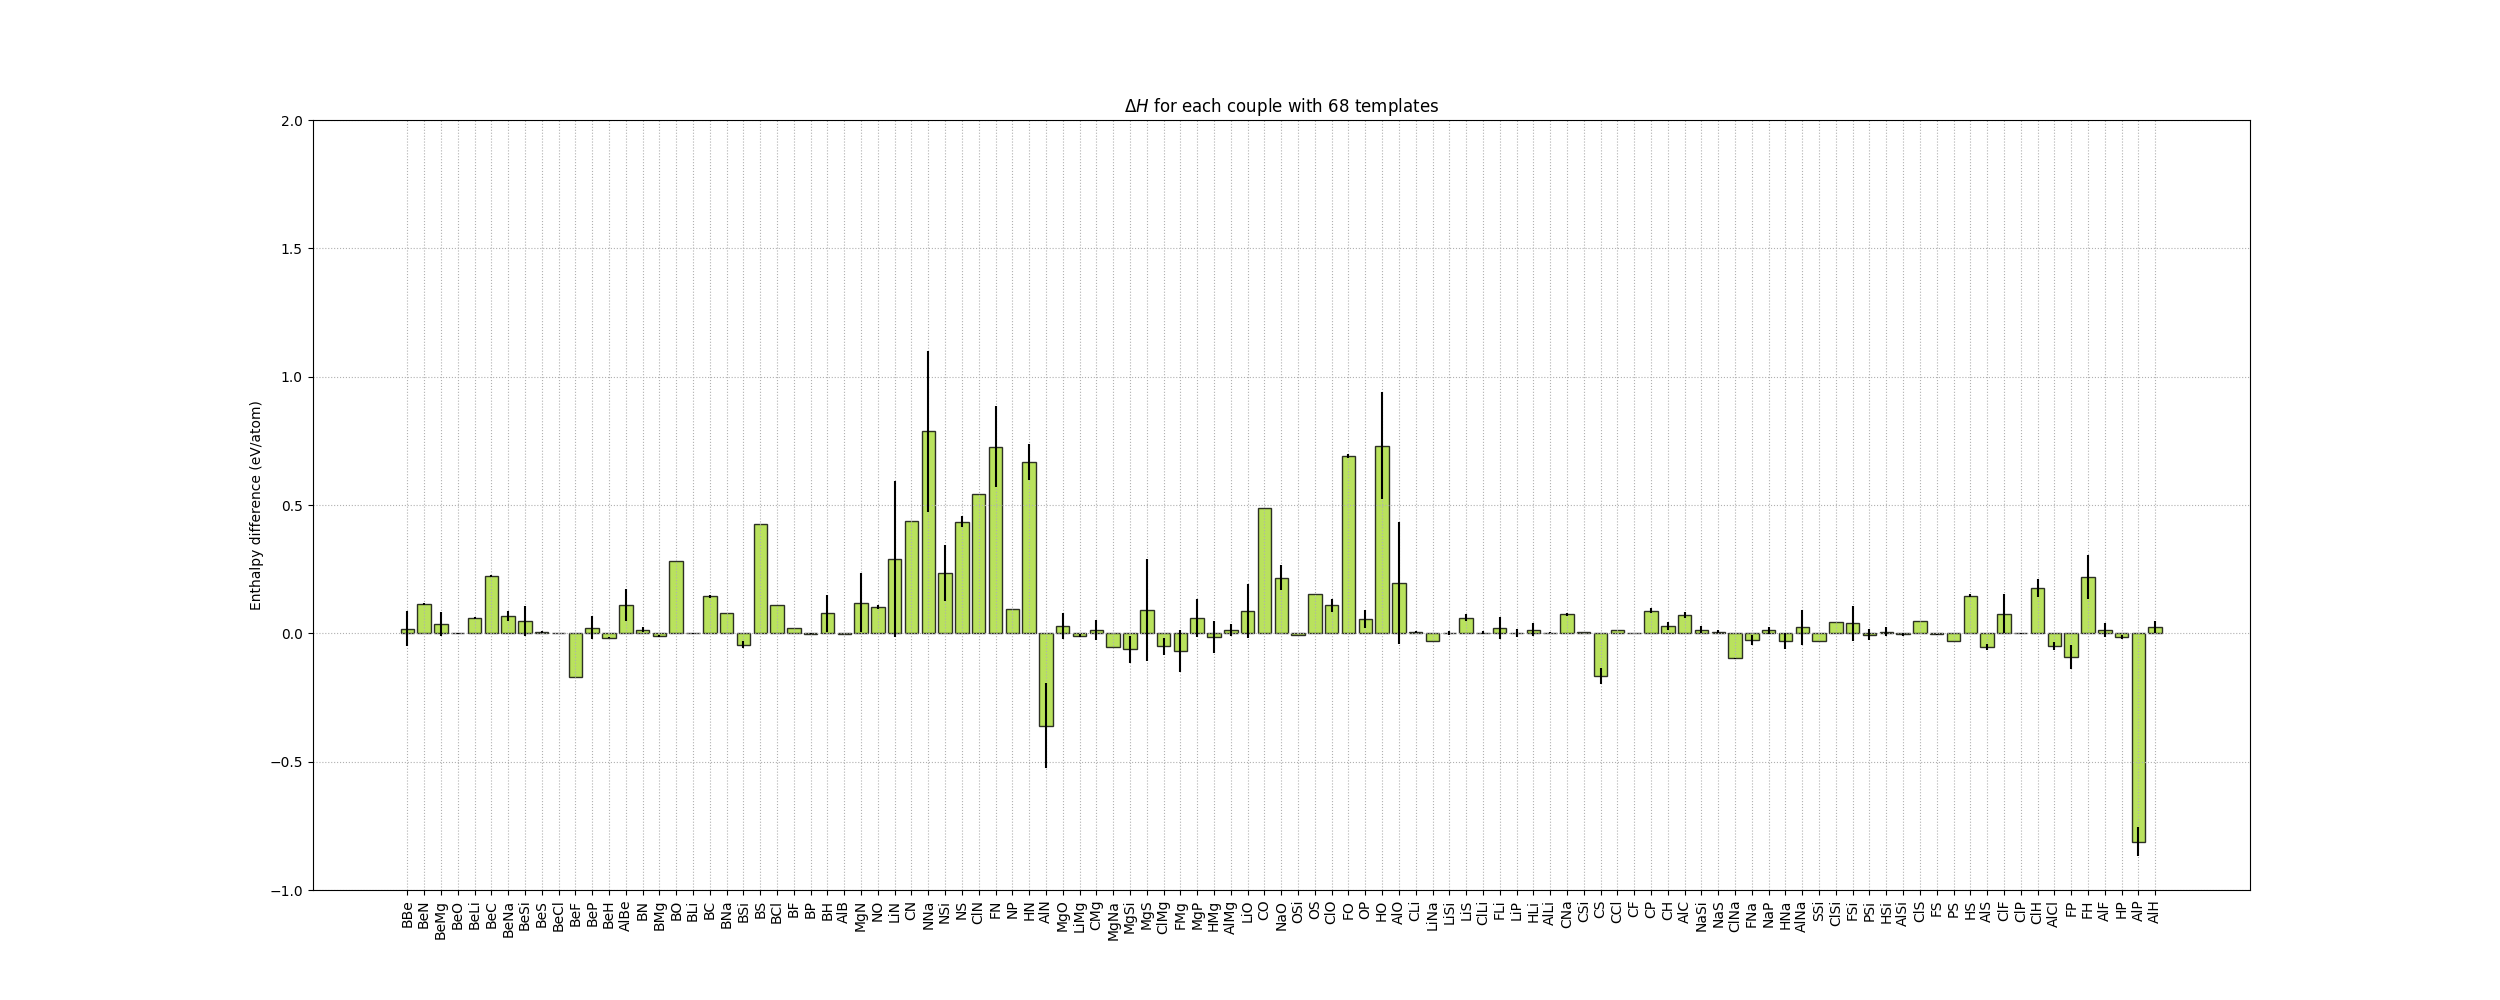 ΔH for each couple with 68 templates
Enthalpy difference (eV/atom)
2.0
1.5
1.0
0.5
0.0
−0.5
−1.0
BBe
BeN
BeMg
BeO
BeLi
BeC
BeNa
BeSi
BeS
BeCl
BeF
BeP
BeH
AlBe
BN
BMg
BO
BLi
BC
BNa
BSi
BS
BCl
BF
BP
BH
AlB
MgN
NO
LiN
CN
NNa
NSi
NS
ClN
FN
NP
HN
AlN
MgO
LiMg
CMg
MgNa
MgSi
MgS
ClMg
FMg
MgP
HMg
AlMg
LiO
CO
NaO
OSi
OS
ClO
FO
OP
HO
AlO
CLi
LiNa
LiSi
LiS
ClLi
FLi
LiP
HLi
AlLi
CNa
CSi
CS
CCl
CF
CP
CH
AlC
NaSi
NaS
ClNa
FNa
NaP
HNa
AlNa
SSi
ClSi
FSi
PSi
HSi
AlSi
ClS
FS
PS
HS
AlS
ClF
ClP
ClH
AlCl
FP
FH
AlF
HP
AlP
AlH